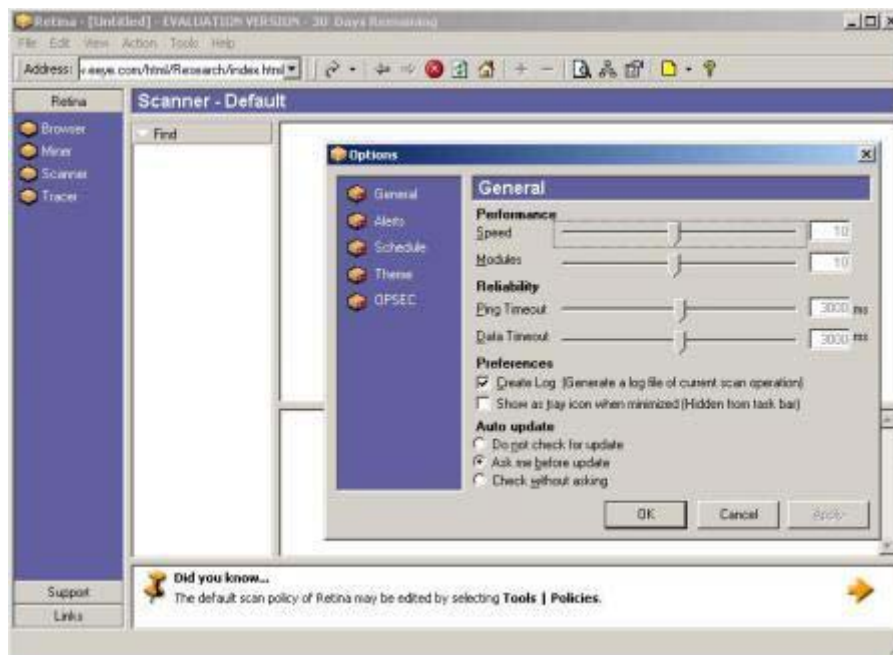 Retina - [Untitled] - EVALUATION VERSION - 30 Days Remaining
File Edit View Action Tools Help
Address: v.eeye.com/html/Research/index.html
Retina
Scanner - Default
Browser
Miner
Scanner
Tracer
Find
Options
General
Alerts
Schedule
Theme
OPSEC
General
Performance
Speed 10
Modules 10
Reliability
Ping Timeout 3000 ms
Data Timeout 3000 ms
Preferences
Create Log (Generate a log file of current scan operation)
Show as tray icon when minimized (Hidden from task bar)
Auto update
Do not check for update
Ask me before update
Check without asking
OK Cancel Apply
Support
Links
Did you know...
The default scan policy of Retina may be edited by selecting Tools | Policies.